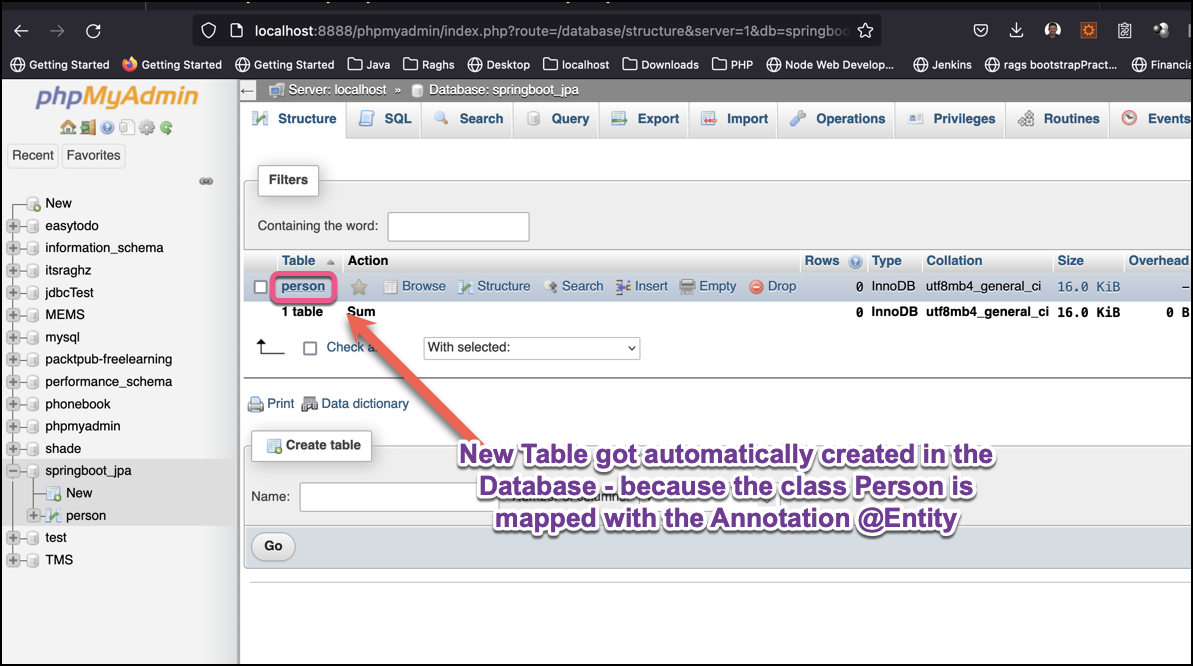 localhost:8888/phpmyadmin/index.php?route=/database/structure&server=1&db=springboo
Getting Started Getting Started Getting Started Java Raghs Desktop localhost Downloads PHP Node Web Develop... Jenkins rags bootstrapPract... Financia
phpMyAdmin
Recent Favorites
New
easytodo
information_schema
itsraghz
jdbcTest
MEMS
mysql
packtpub-freelearning
performance_schema
phonebook
phpmyadmin
shade
springboot_jpa
New
person
test
TMS
Server: localhost » Database: springboot_jpa
Structure SQL Search Query Export Import Operations Privileges Routines Events
Filters
Containing the word:
Table Action Rows Type Collation Size Overhead
person Browse Structure Search Insert Empty Drop 0 InnoDB utf8mb4_general_ci 16.0 KiB –
1 table Sum 0 InnoDB utf8mb4_general_ci 16.0 KiB 0 B
Check a With selected:
Print Data dictionary
Create table
Name:
New Table got automatically created in the
Database - because the class Person is
mapped with the Annotation @Entity
Go